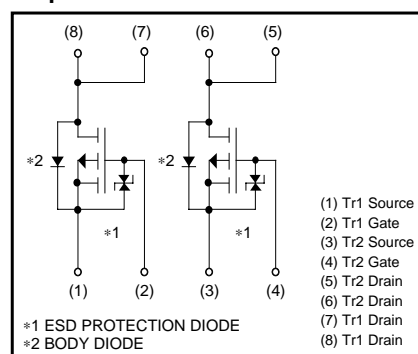 (8) (7) (6) (5)
∗2 ∗2
∗1 ∗1
(1) (2) (3) (4)
∗1 ESD PROTECTION DIODE
∗2 BODY DIODE
(1) Tr1 Source
(2) Tr1 Gate
(3) Tr2 Source
(4) Tr2 Gate
(5) Tr2 Drain
(6) Tr2 Drain
(7) Tr1 Drain
(8) Tr1 Drain